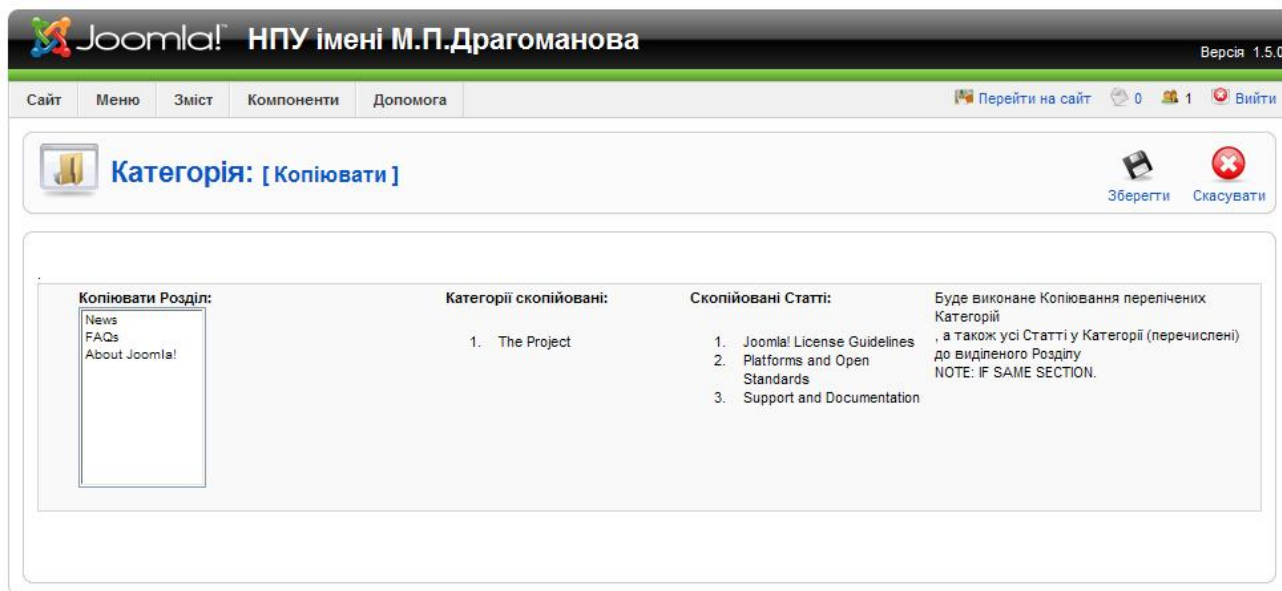 Joomla! НПУ імені М.П.Драгоманова
Версія 1.5.0
Сайт Меню Зміст Компоненти Допомога Перейти на сайт 0 1 Вийти
Категорія: [ Копіювати ]
Зберегти Скасувати
.
Копіювати Розділ:
News
FAQs
About Joomla!
Категорії скопійовані:
1. The Project
Скопійовані Статті:
1. Joomla! License Guidelines
2. Platforms and Open
Standards
3. Support and Documentation
Буде виконане Копіювання перелічених
Категорій
, а також усі Статті у Категорії (перечислені)
до виділеного Розділу
NOTE: IF SAME SECTION.